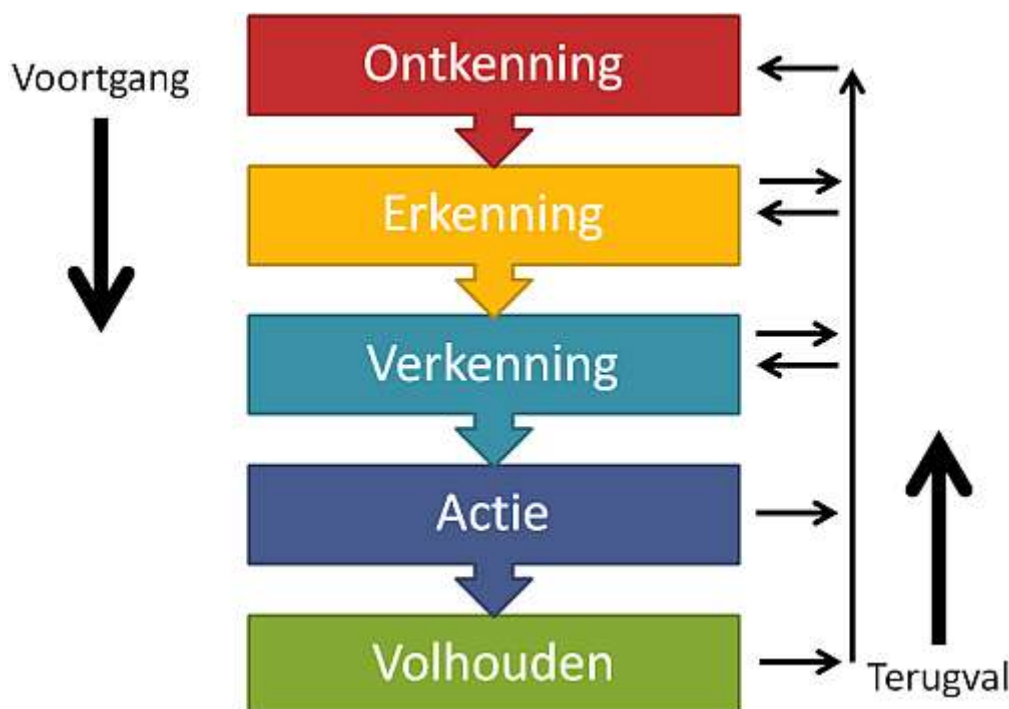 Voortgang
Ontkenning
Erkenning
Verkenning
Actie
Volhouden
Terugval